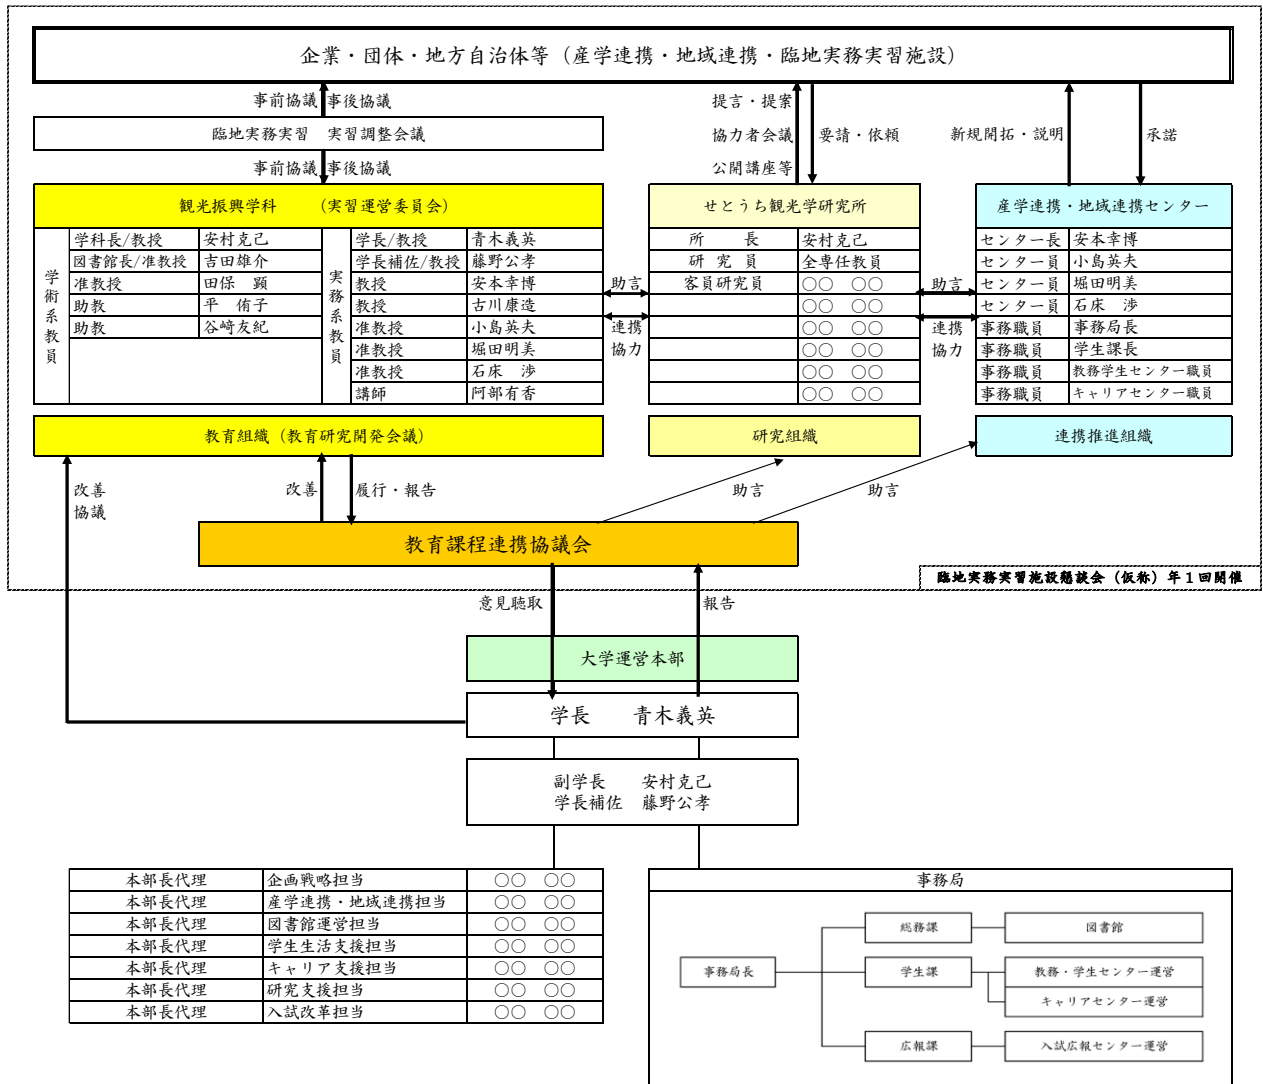 企業・団体・地方自治体等（産学連携・地域連携・臨地実務実習施設）
事前協議 事後協議
臨地実務実習　実習調整会議
事前協議 事後協議
提言・提案
協力者会議
公開講座等
要請・依頼
新規開拓・説明
承諾
観光振興学科　　（実習運営委員会）
学術系教員
学科長/教授 安村克己
図書館長/准教授 吉田雄介
准教授 田保　顕
助教 平　侑子
助教 谷﨑友紀
実務系教員
学長/教授 青木義英
学長補佐/教授 藤野公孝
教授 安本幸博
教授 古川康造
准教授 小島英夫
准教授 堀田明美
准教授 石床　渉
講師 阿部有香
助言
連携
協力
せとうち観光学研究所
所　　長 安村克己
研　究　員 全専任教員
客員研究員 〇〇　〇〇
〇〇　〇〇
〇〇　〇〇
〇〇　〇〇
〇〇　〇〇
〇〇　〇〇
助言
連携
協力
産学連携・地域連携センター
センター長 安本幸博
センター員 小島英夫
センター員 堀田明美
センター員 石床　渉
事務職員 事務局長
事務職員 学生課長
事務職員 教務学生センター職員
事務職員 キャリアセンター職員
教育組織（教育研究開発会議）
研究組織
連携推進組織
改善
協議
改善
履行・報告
助言
助言
教育課程連携協議会
臨地実務実習施設懇談会（仮称）年１回開催
意見聴取
報告
大学運営本部
学長　　青木義英
副学長　　安村克己
学長補佐　藤野公孝
本部長代理 企画戦略担当 〇〇　〇〇
本部長代理 産学連携・地域連携担当 〇〇　〇〇
本部長代理 図書館運営担当 〇〇　〇〇
本部長代理 学生生活支援担当 〇〇　〇〇
本部長代理 キャリア支援担当 〇〇　〇〇
本部長代理 研究支援担当 〇〇　〇〇
本部長代理 入試改革担当 〇〇　〇〇
事務局
事務局長
総務課
図書館
学生課
教務・学生センター運営
キャリアセンター運営
広報課
入試広報センター運営